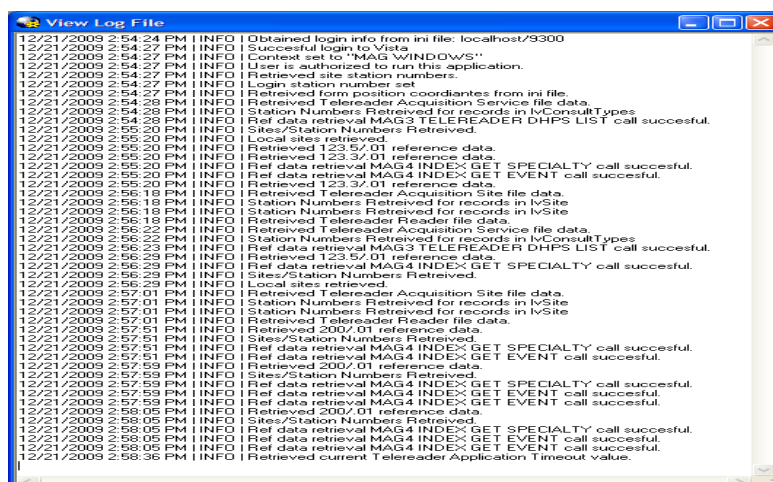 View Log File
12/21/2009 2:54:24 PM | INFO | Obtained login info from ini file: localhost/9300
12/21/2009 2:54:27 PM | INFO | Succesful login to Vista
12/21/2009 2:54:27 PM | INFO | Context set to "MAG WINDOWS"
12/21/2009 2:54:27 PM | INFO | User is authorized to run this application.
12/21/2009 2:54:27 PM | INFO | Retrieved site station numbers.
12/21/2009 2:54:27 PM | INFO | Login station number set
12/21/2009 2:54:27 PM | INFO | Retreived form position coordiantes from ini file.
12/21/2009 2:54:28 PM | INFO | Retreived Telereader Acquisition Service file data.
12/21/2009 2:54:28 PM | INFO | Station Numbers Retreived for records in lvConsultTypes
12/21/2009 2:54:28 PM | INFO | Ref data retrieval MAG3 TELEREADER DHPS LIST call succesful.
12/21/2009 2:55:20 PM | INFO | Sites/Station Numbers Retreived.
12/21/2009 2:55:20 PM | INFO | Local sites retrieved.
12/21/2009 2:55:20 PM | INFO | Retrieved 123.5/.01 reference data.
12/21/2009 2:55:20 PM | INFO | Retrieved 123.3/.01 reference data.
12/21/2009 2:55:20 PM | INFO | Ref data retrieval MAG4 INDEX GET SPECIALTY call succesful.
12/21/2009 2:55:20 PM | INFO | Ref data retrieval MAG4 INDEX GET EVENT call succesful.
12/21/2009 2:55:20 PM | INFO | Retrieved 123.3/.01 reference data.
12/21/2009 2:56:18 PM | INFO | Retreived Telereader Acquisition Site file data.
12/21/2009 2:56:18 PM | INFO | Station Numbers Retreived for records in lvSite
12/21/2009 2:56:18 PM | INFO | Station Numbers Retreived for records in lvSite
12/21/2009 2:56:18 PM | INFO | Retreived Telereader Reader file data.
12/21/2009 2:56:22 PM | INFO | Retreived Telereader Acquisition Service file data.
12/21/2009 2:56:22 PM | INFO | Station Numbers Retreived for records in lvConsultTypes
12/21/2009 2:56:23 PM | INFO | Ref data retrieval MAG3 TELEREADER DHPS LIST call succesful.
12/21/2009 2:56:29 PM | INFO | Retrieved 123.5/.01 reference data.
12/21/2009 2:56:29 PM | INFO | Ref data retrieval MAG4 INDEX GET SPECIALTY call succesful.
12/21/2009 2:56:29 PM | INFO | Sites/Station Numbers Retreived.
12/21/2009 2:56:29 PM | INFO | Local sites retrieved.
12/21/2009 2:57:01 PM | INFO | Retreived Telereader Acquisition Site file data.
12/21/2009 2:57:01 PM | INFO | Station Numbers Retreived for records in lvSite
12/21/2009 2:57:01 PM | INFO | Station Numbers Retreived for records in lvSite
12/21/2009 2:57:01 PM | INFO | Retreived Telereader Reader file data.
12/21/2009 2:57:51 PM | INFO | Retrieved 200/.01 reference data.
12/21/2009 2:57:51 PM | INFO | Sites/Station Numbers Retreived.
12/21/2009 2:57:51 PM | INFO | Ref data retrieval MAG4 INDEX GET SPECIALTY call succesful.
12/21/2009 2:57:51 PM | INFO | Ref data retrieval MAG4 INDEX GET EVENT call succesful.
12/21/2009 2:57:59 PM | INFO | Retrieved 200/.01 reference data.
12/21/2009 2:57:59 PM | INFO | Sites/Station Numbers Retreived.
12/21/2009 2:57:59 PM | INFO | Ref data retrieval MAG4 INDEX GET SPECIALTY call succesful.
12/21/2009 2:57:59 PM | INFO | Ref data retrieval MAG4 INDEX GET EVENT call succesful.
12/21/2009 2:57:59 PM | INFO | Ref data retrieval MAG4 INDEX GET EVENT call succesful.
12/21/2009 2:58:05 PM | INFO | Retrieved 200/.01 reference data.
12/21/2009 2:58:05 PM | INFO | Sites/Station Numbers Retreived.
12/21/2009 2:58:05 PM | INFO | Ref data retrieval MAG4 INDEX GET SPECIALTY call succesful.
12/21/2009 2:58:05 PM | INFO | Ref data retrieval MAG4 INDEX GET EVENT call succesful.
12/21/2009 2:58:05 PM | INFO | Ref data retrieval MAG4 INDEX GET EVENT call succesful.
12/21/2009 2:58:36 PM | INFO | Retrieved current Telereader Application Timeout value.